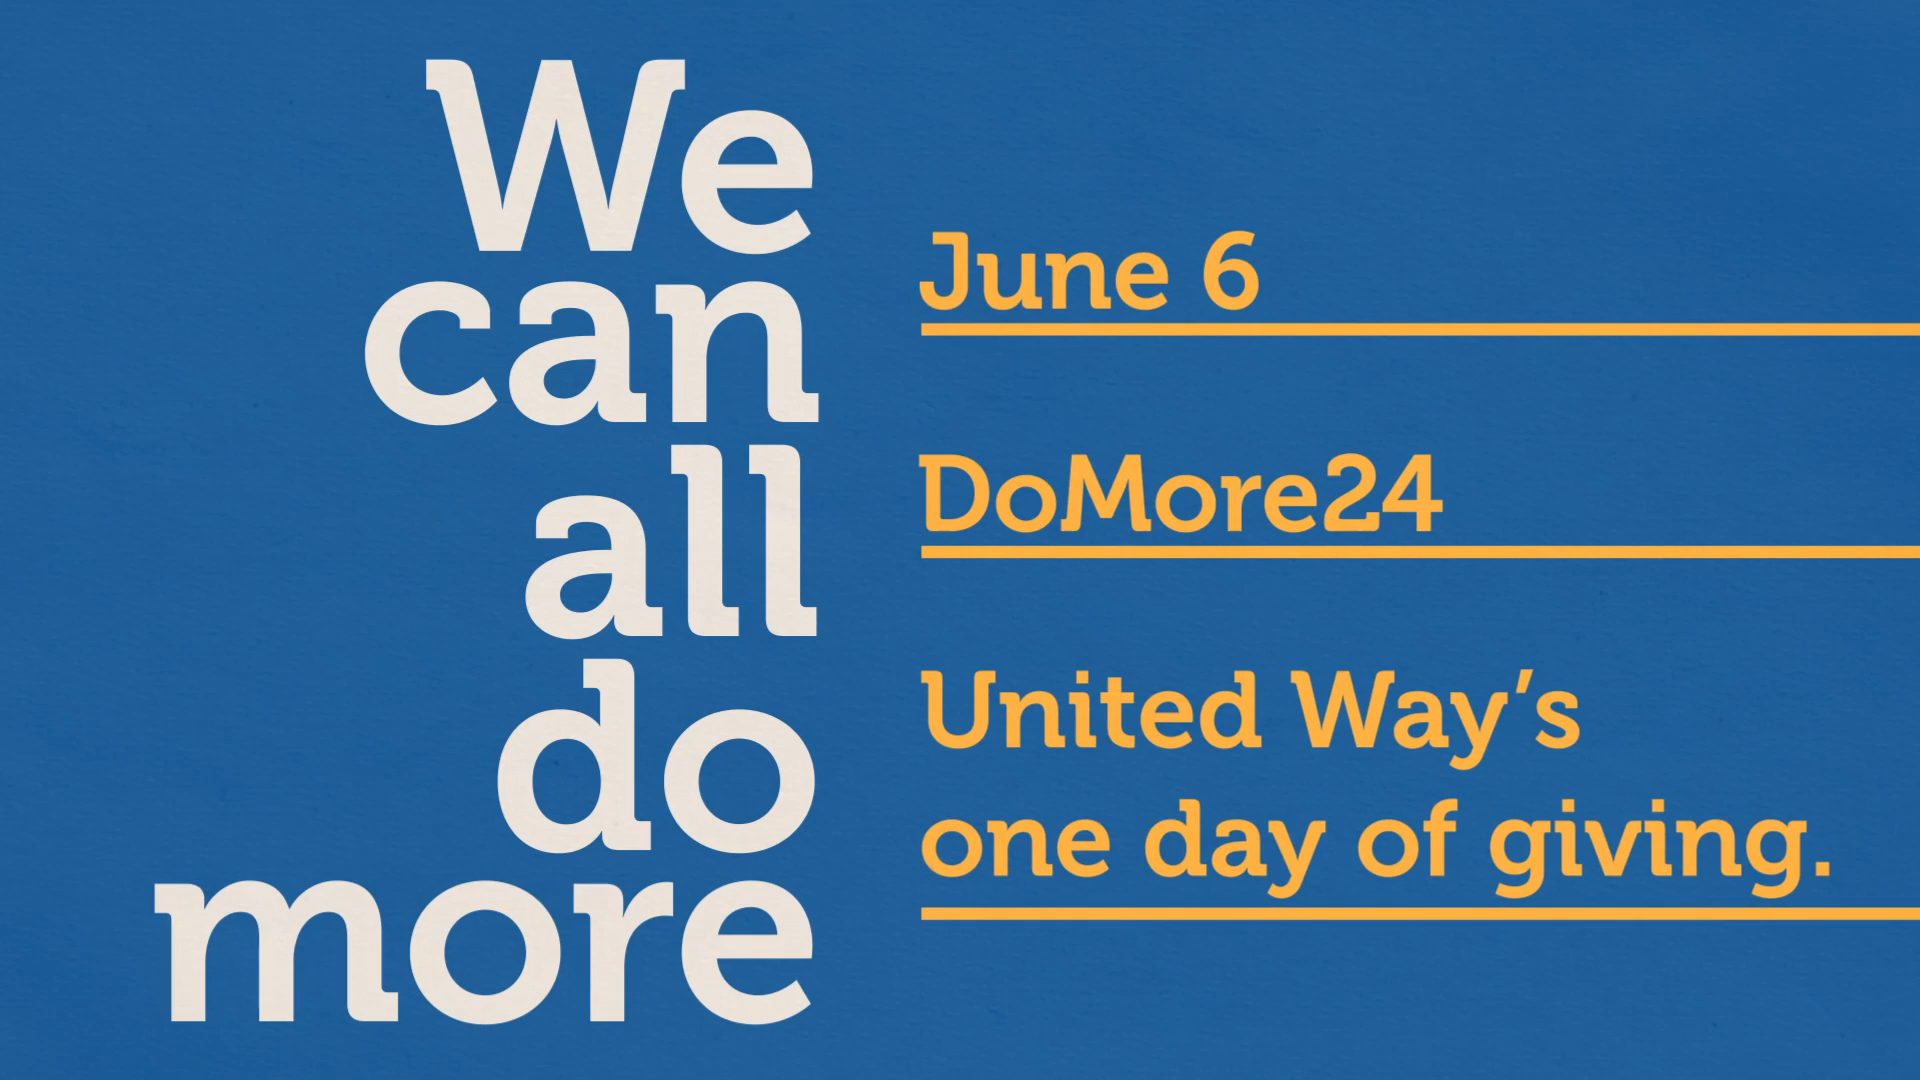 We
can
all
do
more
June 6
DoMore24
United Way’s
one day of giving.